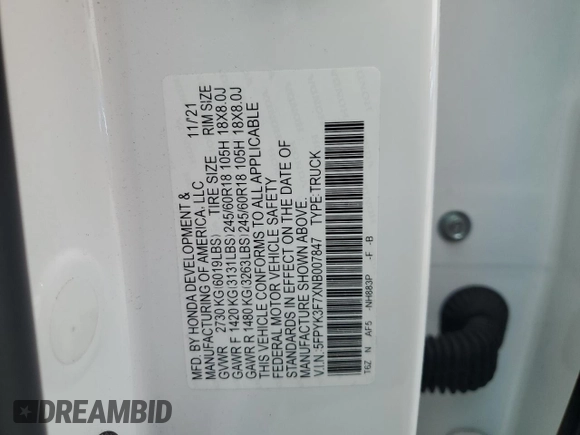 MFD. BY HONDA DEVELOPMENT &
MANUFACTURING OF AMERICA, LLC 11/21
GVWR 2730 KG(6019LBS) TIRE SIZE RIM SIZE
GAWR F 1420 KG(3131LBS)245/60R18 105H 18X8.0J
GAWR R 1480 KG(3263LBS)245/60R18 105H 18X8.0J
THIS VEHICLE CONFORMS TO ALL APPLICABLE
FEDERAL MOTOR VEHICLE SAFETY
STANDARDS IN EFFECT ON THE DATE OF
MANUFACTURE SHOWN ABOVE.
V.I.N. 5FPYK3F7XNB007847 TYPE:TRUCK
T6Z N AF5 -NH883P -F -B
DREAMBID